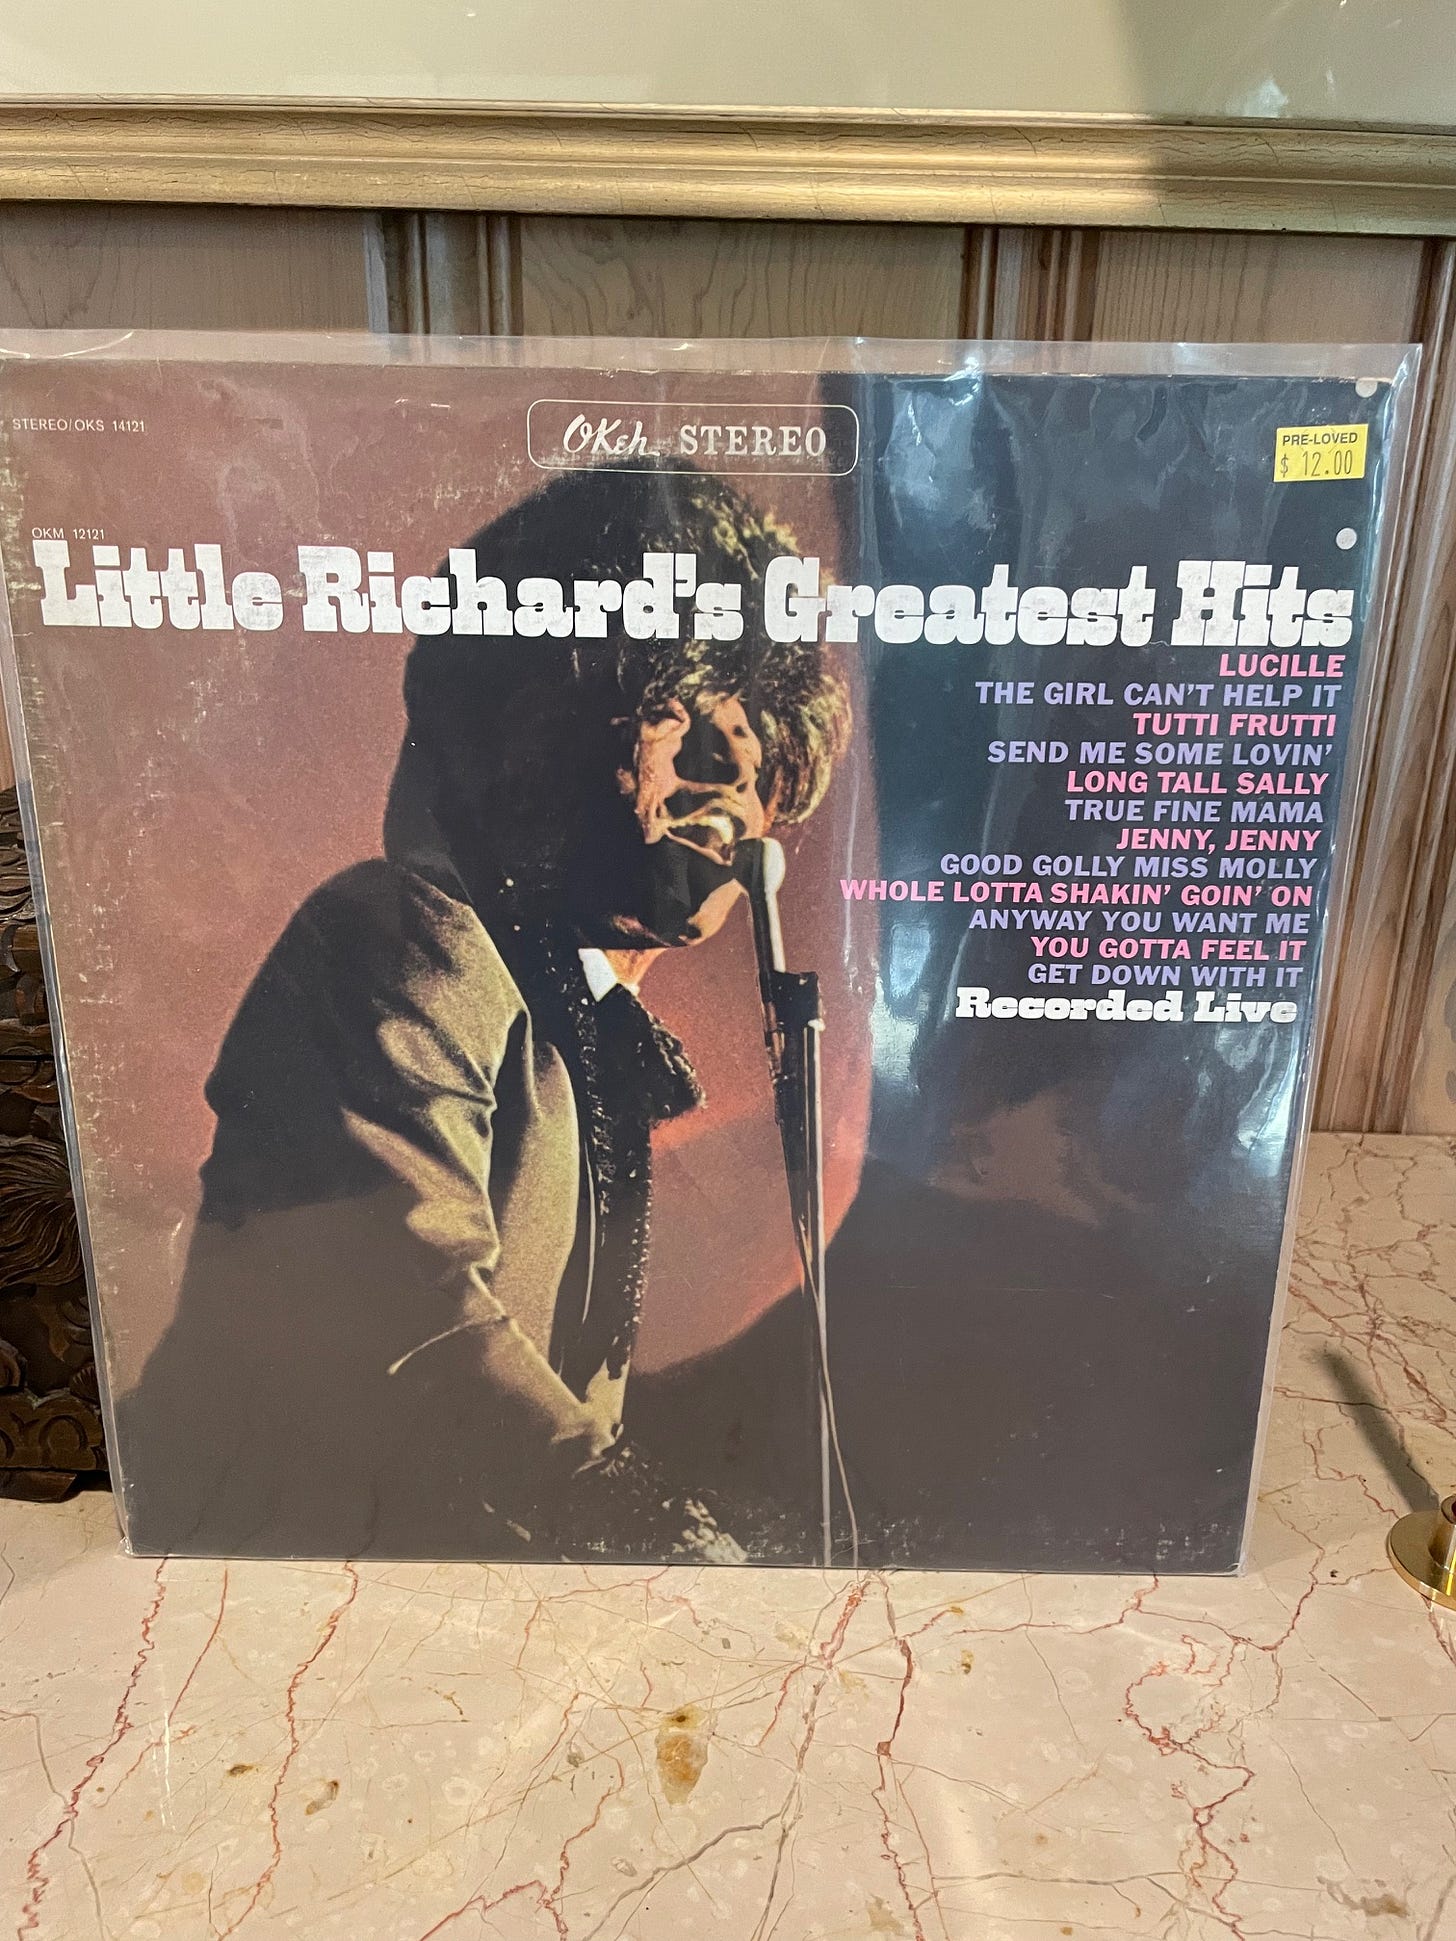 STEREO/OKS 14121
OKeh STEREO
PRE-LOVED
$ 12.00
OKM 12121
Little Richard's Greatest Hits
LUCILLE
THE GIRL CAN'T HELP IT
TUTTI FRUTTI
SEND ME SOME LOVIN'
LONG TALL SALLY
TRUE FINE MAMA
JENNY, JENNY
GOOD GOLLY MISS MOLLY
WHOLE LOTTA SHAKIN' GOIN' ON
ANYWAY YOU WANT ME
YOU GOTTA FEEL IT
GET DOWN WITH IT
Recorded Live